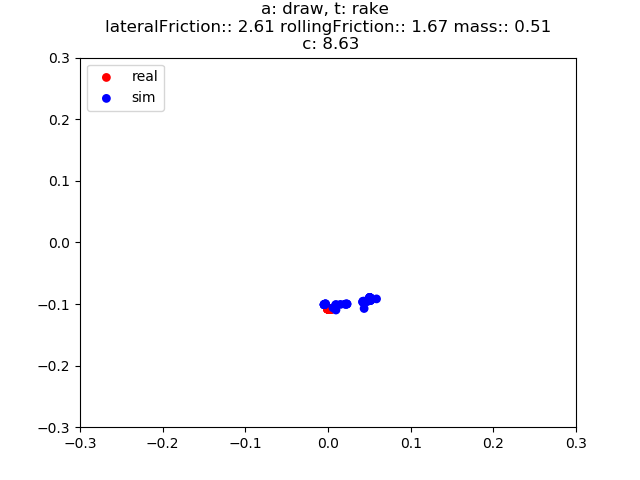 a: draw, t: rake
lateralFriction:: 2.61 rollingFriction:: 1.67 mass:: 0.51
c: 8.63
real
sim
0.3
0.2
0.1
0.0
−0.1
−0.2
−0.3
−0.3 −0.2 −0.1 0.0 0.1 0.2 0.3